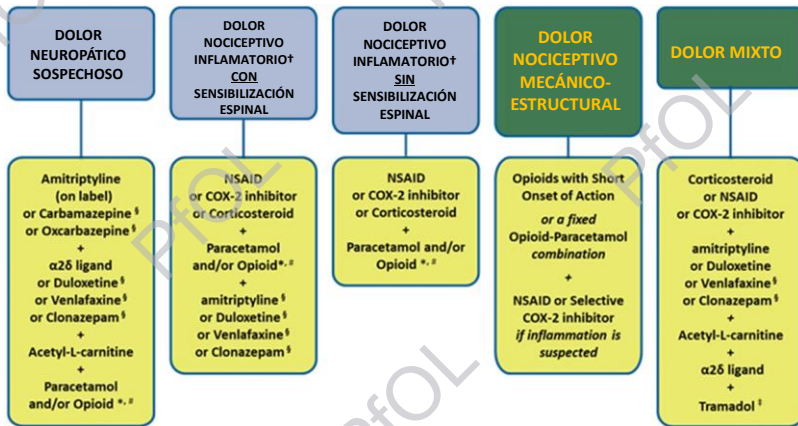 DOLOR
NEUROPÁTICO
SOSPECHOSO
DOLOR
NOCICEPTIVO
INFLAMATORIO†
CON
SENSIBILIZACIÓN
ESPINAL
DOLOR
NOCICEPTIVO
INFLAMATORIO†
SIN
SENSIBILIZACIÓN
ESPINAL
DOLOR
NOCICEPTIVO
MECÁNICO-
ESTRUCTURAL
DOLOR MIXTO
Amitriptyline
(on label)
or Carbamazepine §
or Oxcarbazepine §
+
α2δ ligand
or Duloxetine §
or Venlafaxine §
or Clonazepam §
+
Acetyl-L-carnitine
+
Paracetamol
and/or Opioid *, #
NSAID
or COX-2 inhibitor
or Corticosteroid
+
Paracetamol
and/or Opioid*, #
+
amitriptyline §
or Duloxetine §
or Venlafaxine §
or Clonazepam §
NSAID
or COX-2 inhibitor
or Corticosteroid
+
Paracetamol and/or
Opioid *, #
Opioids with Short
Onset of Action
or a fixed
Opioid-Paracetamol
combination
+
NSAID or Selective
COX-2 inhibitor
if inflammation is
suspected
Corticosteroid
or NSAID
or COX-2 inhibitor
+
amitriptyline
or Duloxetine
or Venlafaxine §
or Clonazepam §
+
Acetyl-L-carnitine
+
α2δ ligand
+
Tramadol ‡
PfOL
PfOL
PfOL